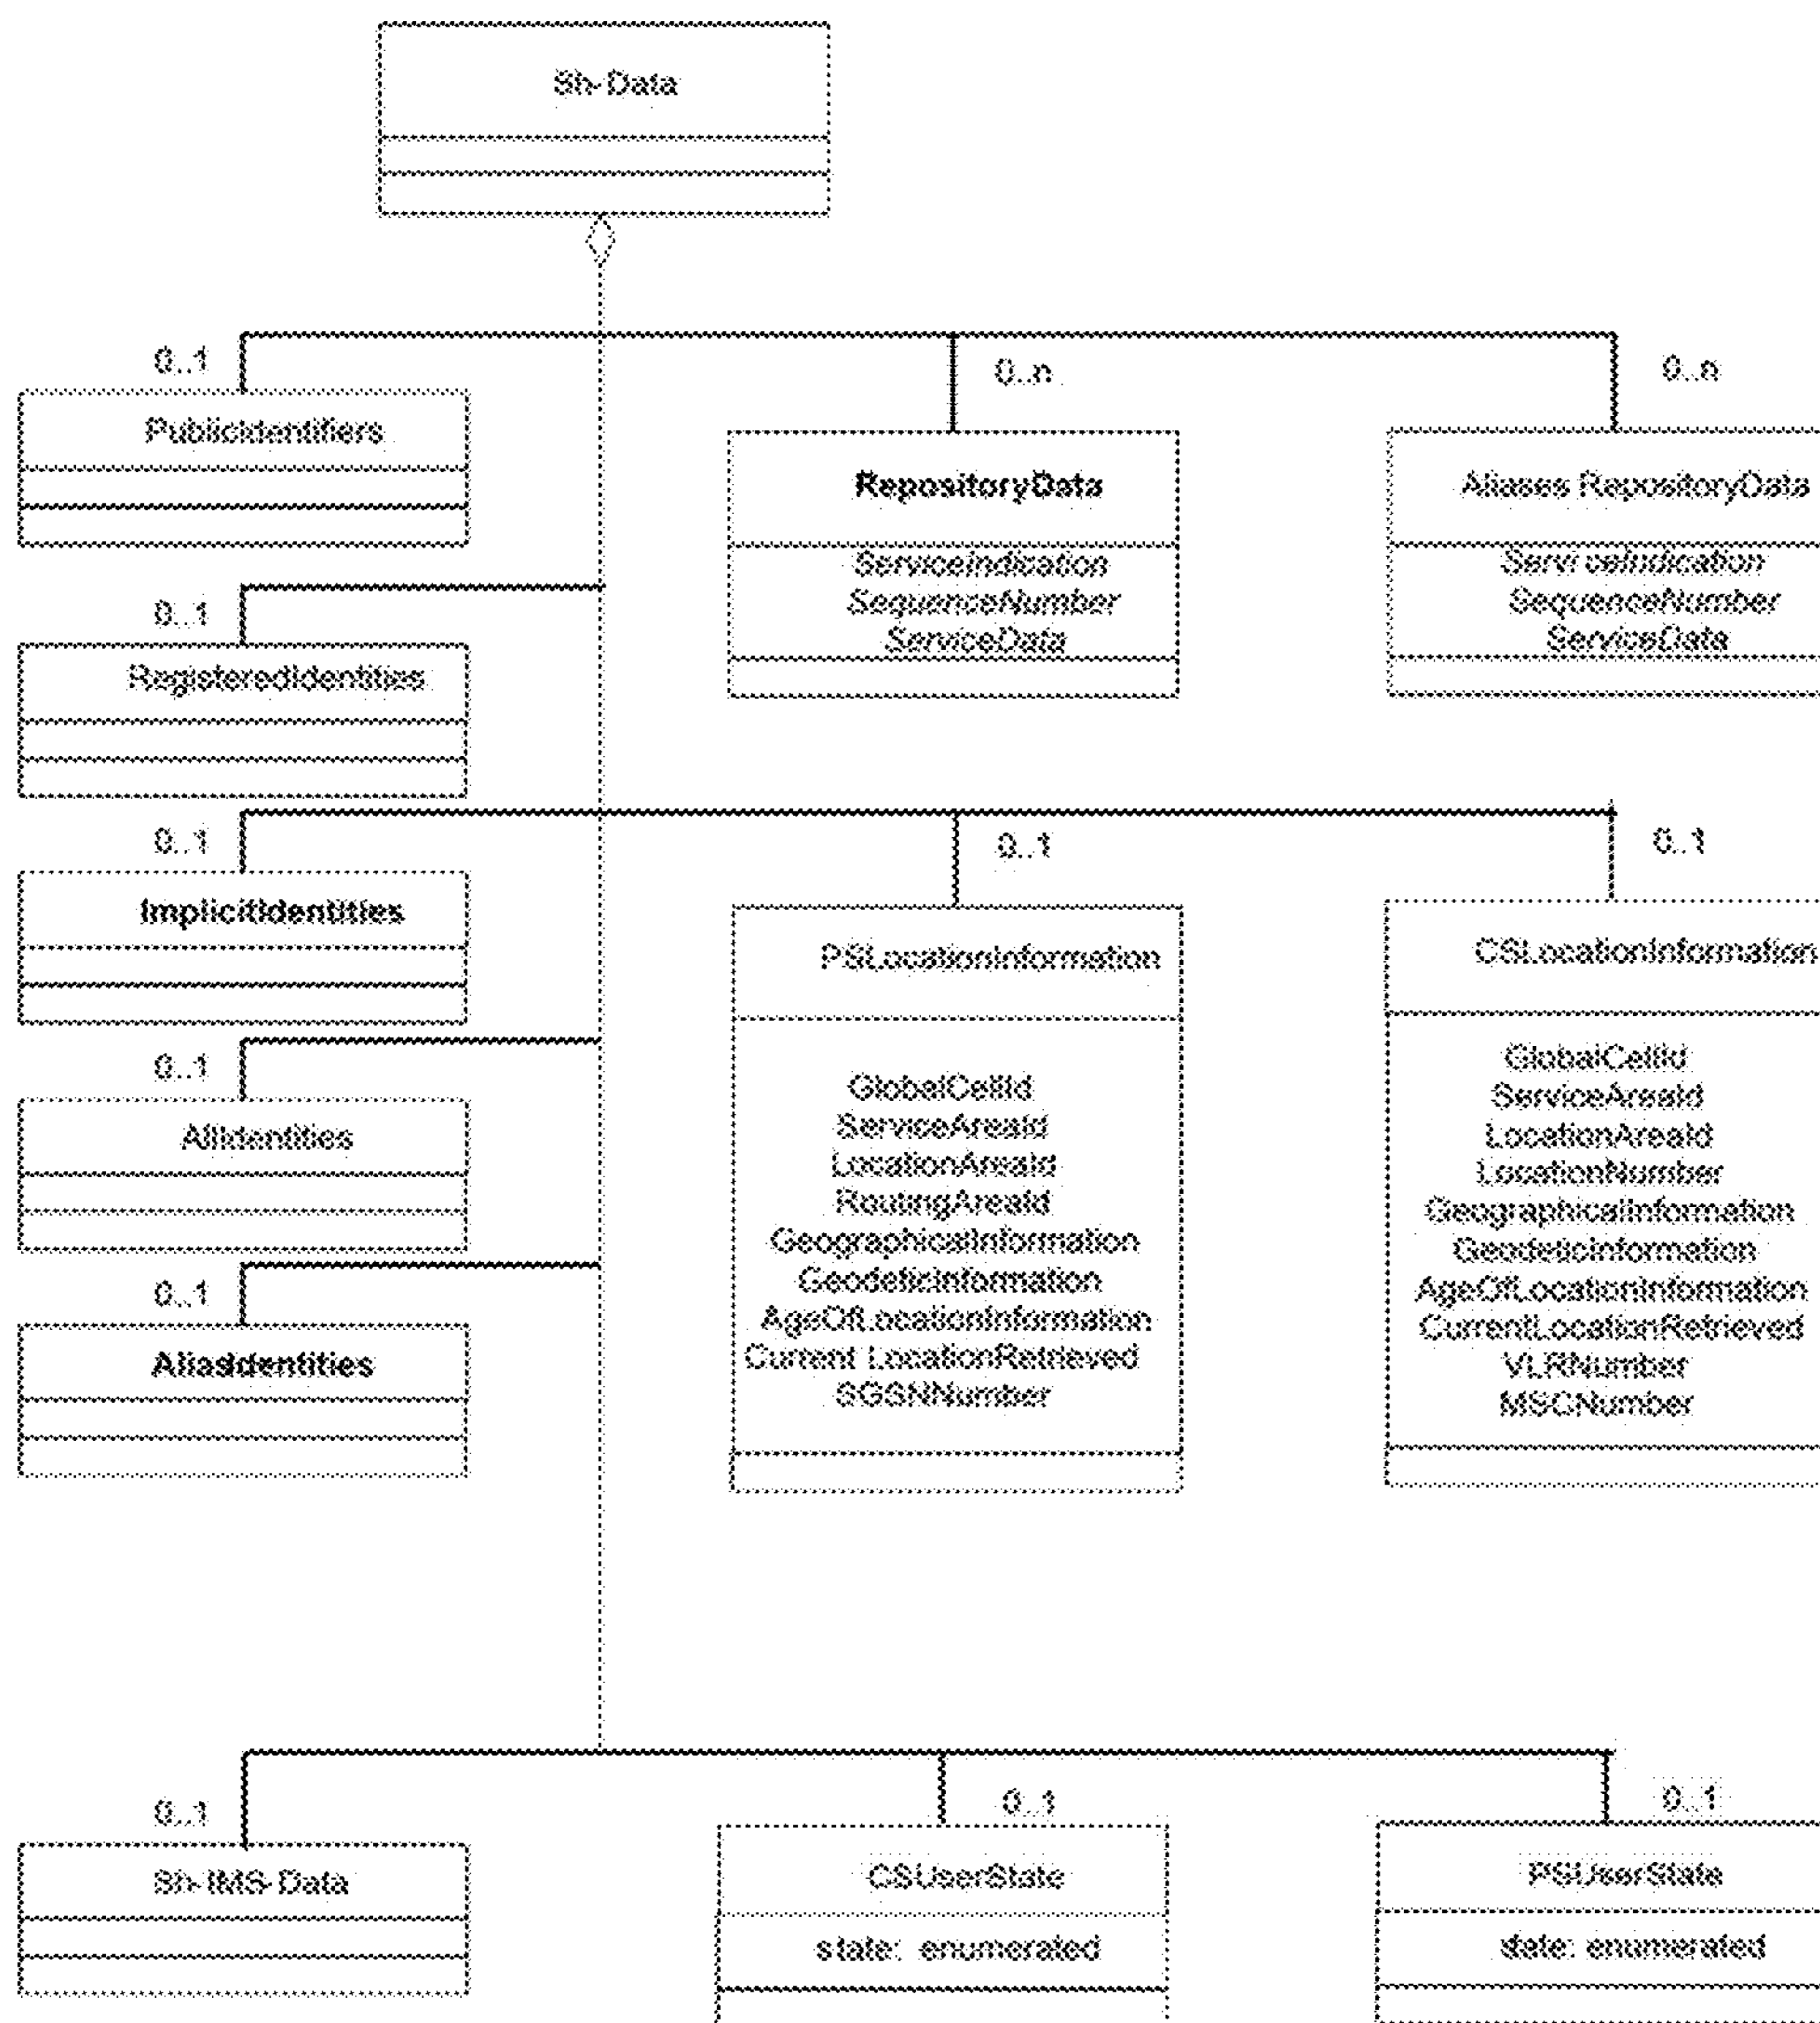 Sh-Data
0..1
0..n
0..n
PublicIdentifiers
RepositoryData
Aliases RepositoryData
ServiceIndication
SequenceNumber
ServiceData
ServiceIndication
SequenceNumber
ServiceData
0..1
RegisteredIdentities
0..1
0..1
0..1
ImplicitIdentities
PSLocationInformation
CSLocationInformation
0..1
AllIdentities
GlobalCellId
ServiceAreaId
LocationAreaId
RoutingAreaId
GeographicalInformation
GeodeticInformation
AgeOfLocationInformation
Current LocationRetrieved
SGSNNumber
GlobalCellId
ServiceAreaId
LocationAreaId
LocationNumber
GeographicalInformation
GeodeticInformation
AgeOfLocationInformation
CurrentLocationRetrieved
VLRNumber
MSCNumber
0..1
AliasIdentities
0..1
0..1
0..1
Sh-IMS-Data
CSUserState
PSUserState
state: enumerated
state: enumerated